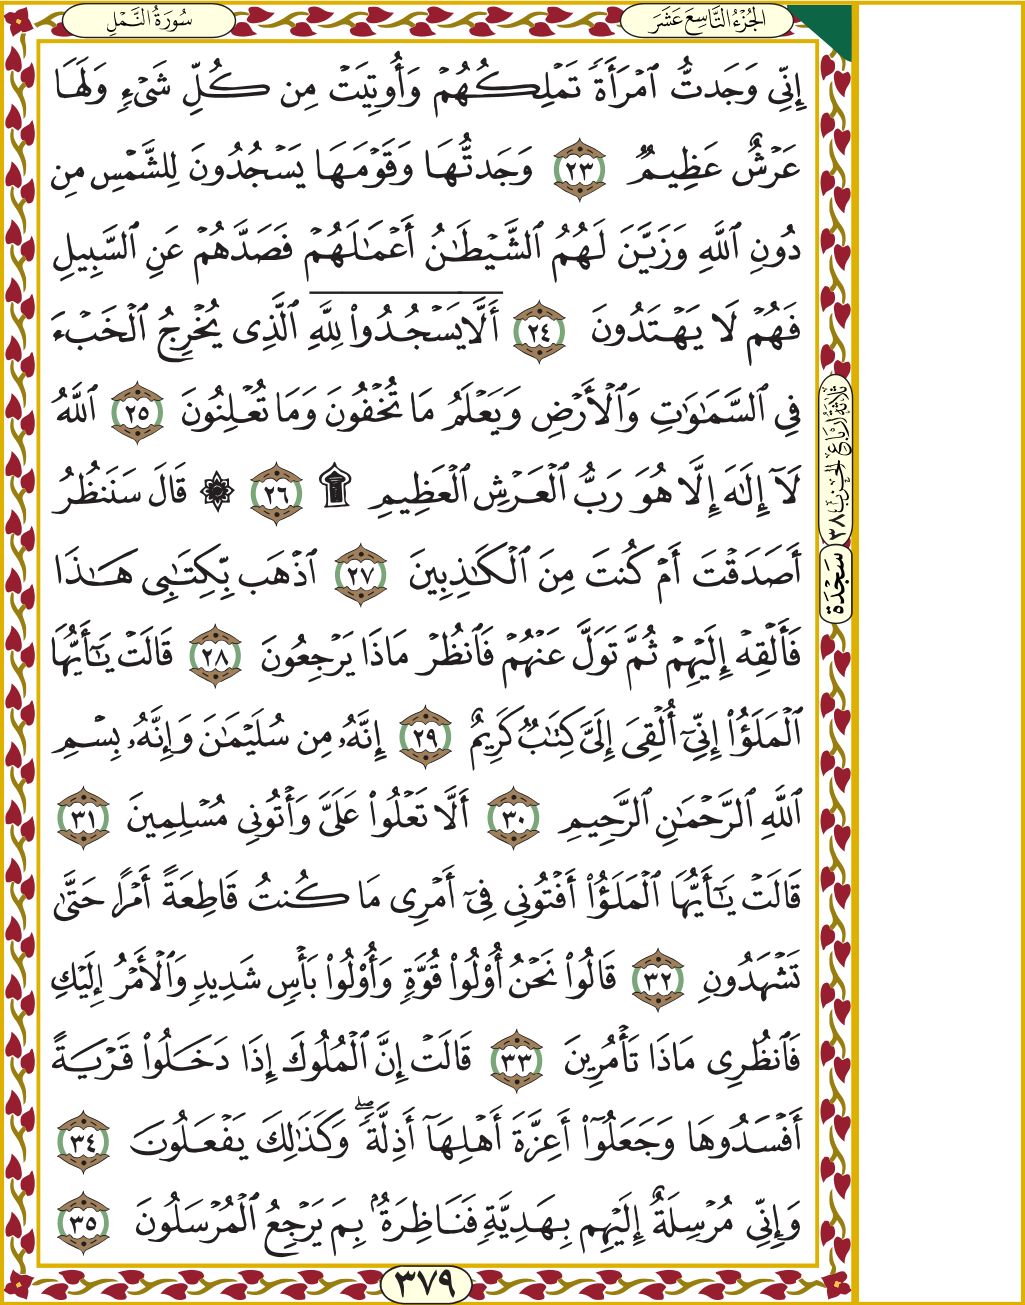 سُورَةُ النَّمْلِ
الجُزْءُ التَّاسِعَ عَشَرَ
إِنِّي وَجَدتُّ ٱمْرَأَةً تَمْلِكُهُمْ وَأُوتِيَتْ مِن كُلِّ شَىْءٍ وَلَهَا
عَرْشٌ عَظِيمٌ ٢٣ وَجَدتُّهَا وَقَوْمَهَا يَسْجُدُونَ لِلشَّمْسِ مِن
دُونِ ٱللَّهِ وَزَيَّنَ لَهُمُ ٱلشَّيْطَٰنُ أَعْمَٰلَهُمْ فَصَدَّهُمْ عَنِ ٱلسَّبِيلِ
فَهُمْ لَا يَهْتَدُونَ ٢٤ أَلَّا يَسْجُدُوا۟ لِلَّهِ ٱلَّذِى يُخْرِجُ ٱلْخَبْءَ
فِي ٱلسَّمَٰوَٰتِ وَٱلْأَرْضِ وَيَعْلَمُ مَا تُخْفُونَ وَمَا تُعْلِنُونَ ٢٥ ٱللَّهُ
لَآ إِلَٰهَ إِلَّا هُوَ رَبُّ ٱلْعَرْشِ ٱلْعَظِيمِ ۩ ٢٦ ۞ قَالَ سَنَنظُرُ
أَصَدَقْتَ أَمْ كُنتَ مِنَ ٱلْكَٰذِبِينَ ٢٧ ٱذْهَب بِّكِتَٰبِى هَٰذَا
فَأَلْقِهْ إِلَيْهِمْ ثُمَّ تَوَلَّ عَنْهُمْ فَٱنظُرْ مَاذَا يَرْجِعُونَ ٢٨ قَالَتْ يَٰٓأَيُّهَا
ٱلْمَلَؤُا۟ إِنِّىٓ أُلْقِىَ إِلَىَّ كِتَٰبٌ كَرِيمٌ ٢٩ إِنَّهُۥ مِن سُلَيْمَٰنَ وَإِنَّهُۥ بِسْمِ
ٱللَّهِ ٱلرَّحْمَٰنِ ٱلرَّحِيمِ ٣٠ أَلَّا تَعْلُوا۟ عَلَىَّ وَأْتُونِى مُسْلِمِينَ ٣١
قَالَتْ يَٰٓأَيُّهَا ٱلْمَلَؤُا۟ أَفْتُونِى فِىٓ أَمْرِى مَا كُنتُ قَاطِعَةً أَمْرًا حَتَّىٰ
تَشْهَدُونِ ٣٢ قَالُوا۟ نَحْنُ أُو۟لُوا۟ قُوَّةٍ وَأُو۟لُوا۟ بَأْسٍ شَدِيدٍ وَٱلْأَمْرُ إِلَيْكِ
فَٱنظُرِى مَاذَا تَأْمُرِينَ ٣٣ قَالَتْ إِنَّ ٱلْمُلُوكَ إِذَا دَخَلُوا۟ قَرْيَةً
أَفْسَدُوهَا وَجَعَلُوٓا۟ أَعِزَّةَ أَهْلِهَآ أَذِلَّةً ۖ وَكَذَٰلِكَ يَفْعَلُونَ ٣٤
وَإِنِّى مُرْسِلَةٌ إِلَيْهِم بِهَدِيَّةٍ فَنَاظِرَةٌۢ بِمَ يَرْجِعُ ٱلْمُرْسَلُونَ ٣٥
ثَلَاثَةُ أَرْبَاعِ الحِزْبِ ٣٨
سَجْدَة
٣٧٩